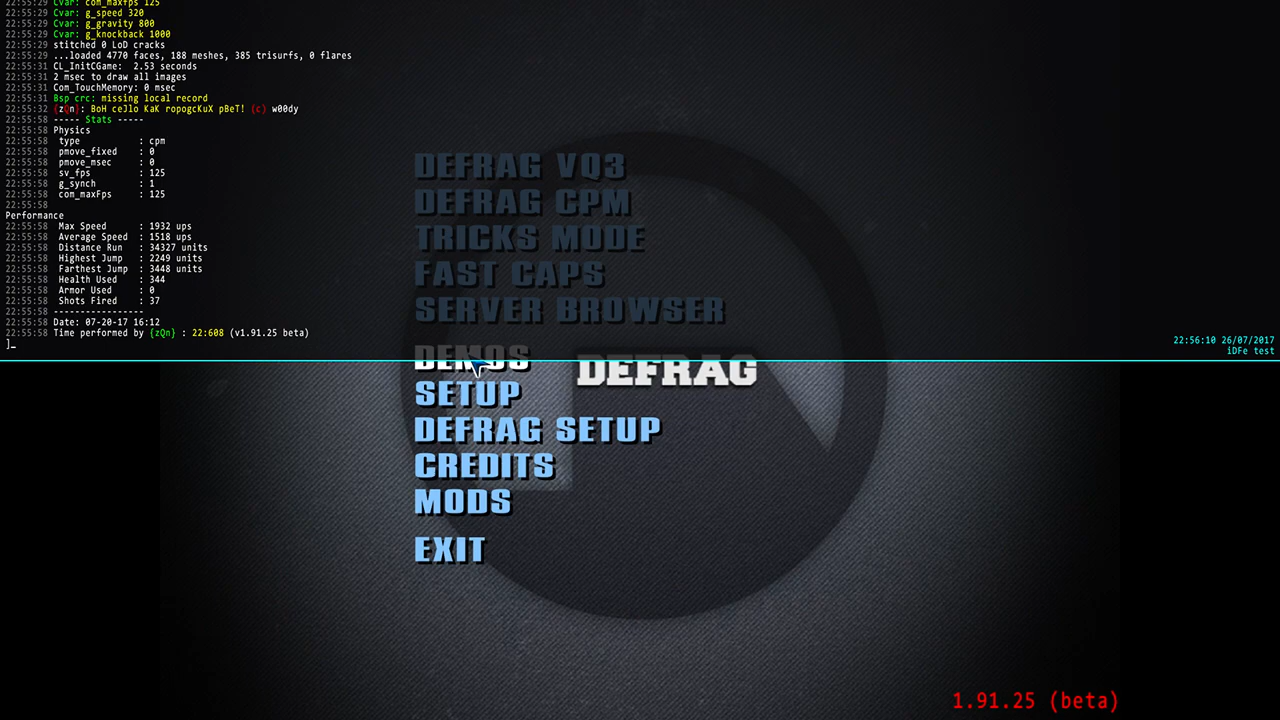 22:55:29 Cvar: com_maxfps 125
22:55:29 Cvar: g_speed 320
22:55:29 Cvar: g_gravity 800
22:55:29 Cvar: g_knockback 1000
22:55:29 stitched 0 LoD cracks
22:55:29 ...loaded 4770 faces, 188 meshes, 385 trisurfs, 0 flares
22:55:31 CL_InitCGame:  2.53 seconds
22:55:31 2 msec to draw all images
22:55:31 Com_TouchMemory: 0 msec
22:55:31 Bsp crc: missing local record
22:55:32 (zQn): BoH ceJlo KaK ropogcKuX pBeT! (c) w00dy
22:55:58 ----- Stats -----
22:55:58 Physics
22:55:58  type         : cpm
22:55:58  pmove_fixed  : 0
22:55:58  pmove_msec   : 0
22:55:58  sv_fps       : 125
22:55:58  g_synch      : 1
22:55:58  com_maxFps   : 125
22:55:58
Performance
22:55:58  Max Speed      : 1932 ups
22:55:58  Average Speed  : 1518 ups
22:55:58  Distance Run   : 34327 units
22:55:58  Highest Jump   : 2249 units
22:55:58  Farthest Jump  : 3448 units
22:55:58  Health Used    : 344
22:55:58  Armor Used     : 0
22:55:58  Shots Fired    : 37
22:55:58 -----------------
22:55:58 Date: 07-20-17 16:12
22:55:58 Time performed by {zQn} : 22:608 (v1.91.25 beta)
]_
22:56:10 26/07/2017
iDFe test
DEFRAG VQ3
DEFRAG CPM
TRICKS MODE
FAST CAPS
SERVER BROWSER
DEMOS
DEFRAG
SETUP
DEFRAG SETUP
CREDITS
MODS
EXIT
1.91.25 (beta)